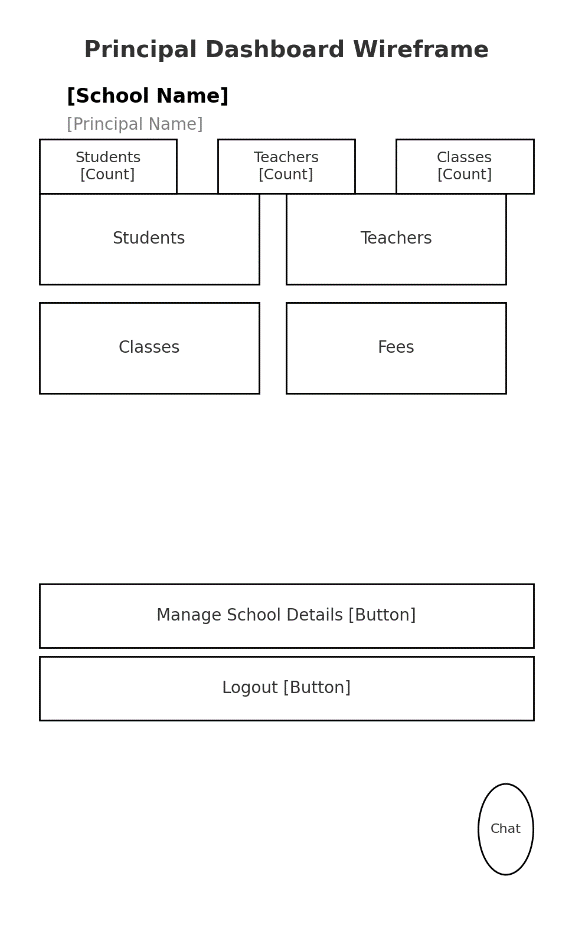 Principal Dashboard Wireframe
[School Name]
[Principal Name]
Students
[Count]
Teachers
[Count]
Classes
[Count]
Students
Teachers
Classes
Fees
Manage School Details [Button]
Logout [Button]
Chat